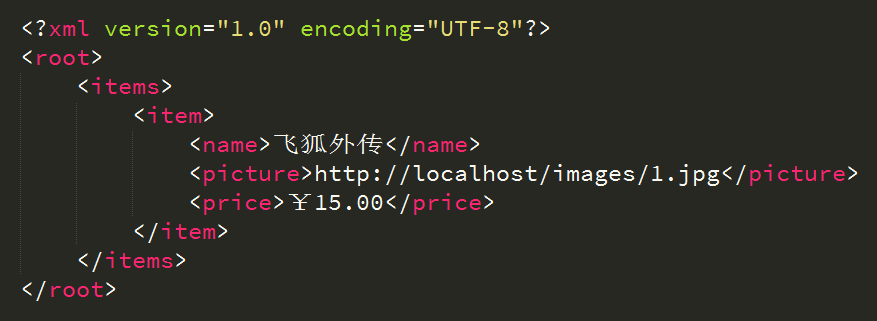 <?xml version="1.0" encoding="UTF-8"?>
<root>
    <items>
        <item>
            <name>飞狐外传</name>
            <picture>http://localhost/images/1.jpg</picture>
            <price>￥15.00</price>
        </item>
    </items>
</root>